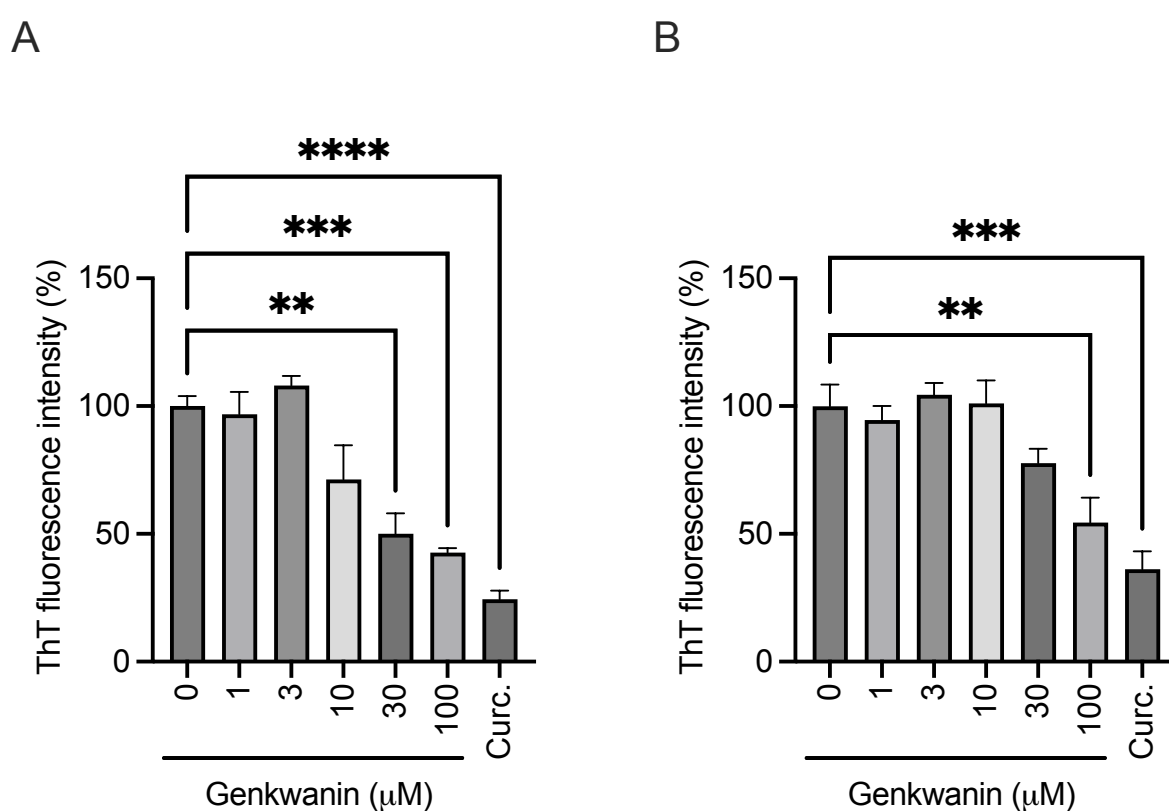 A
****
***
**
ThT fluorescence intensity (%)
150
100
50
0
0 1 3 10 30 100 Curc.
Genkwanin (μM)
B
***
**
ThT fluorescence intensity (%)
150
100
50
0
0 1 3 10 30 100 Curc.
Genkwanin (μM)